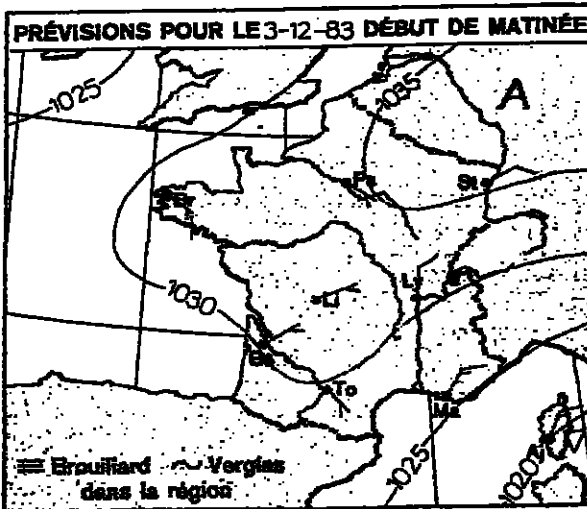 PRÉVISIONS POUR LE 3-12-83 DÉBUT DE MATINÉE
1025
1035
A
Pa
St
Br
1030
Li
Ly
To
Ma
1025
1020
Brouillard Verglas
dans la région